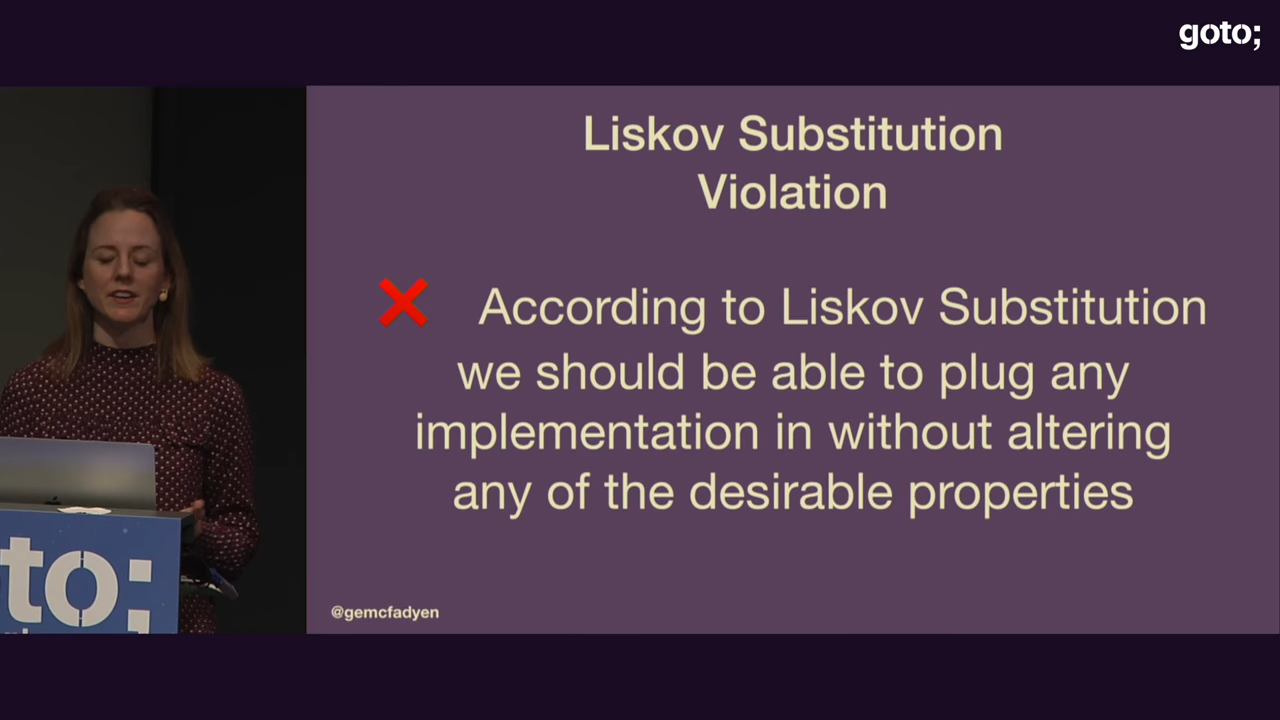 goto;
Liskov Substitution
Violation
According to Liskov Substitution
we should be able to plug any
implementation in without altering
any of the desirable properties
to;
@gemcfadyen